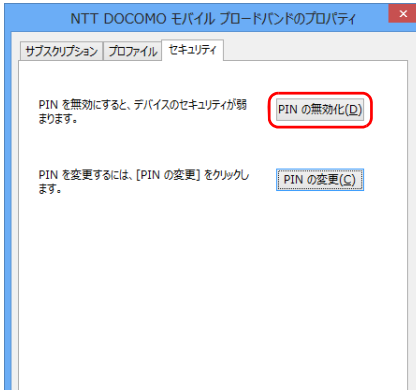 NTT DOCOMO モバイル ブロードバンドのプロパティ
サブスクリプション プロファイル セキュリティ
PIN を無効にすると、デバイスのセキュリティが弱
まります。
PIN の無効化(D)
PIN を変更するには、[PIN の変更] をクリックし
ます。
PIN の変更(C)